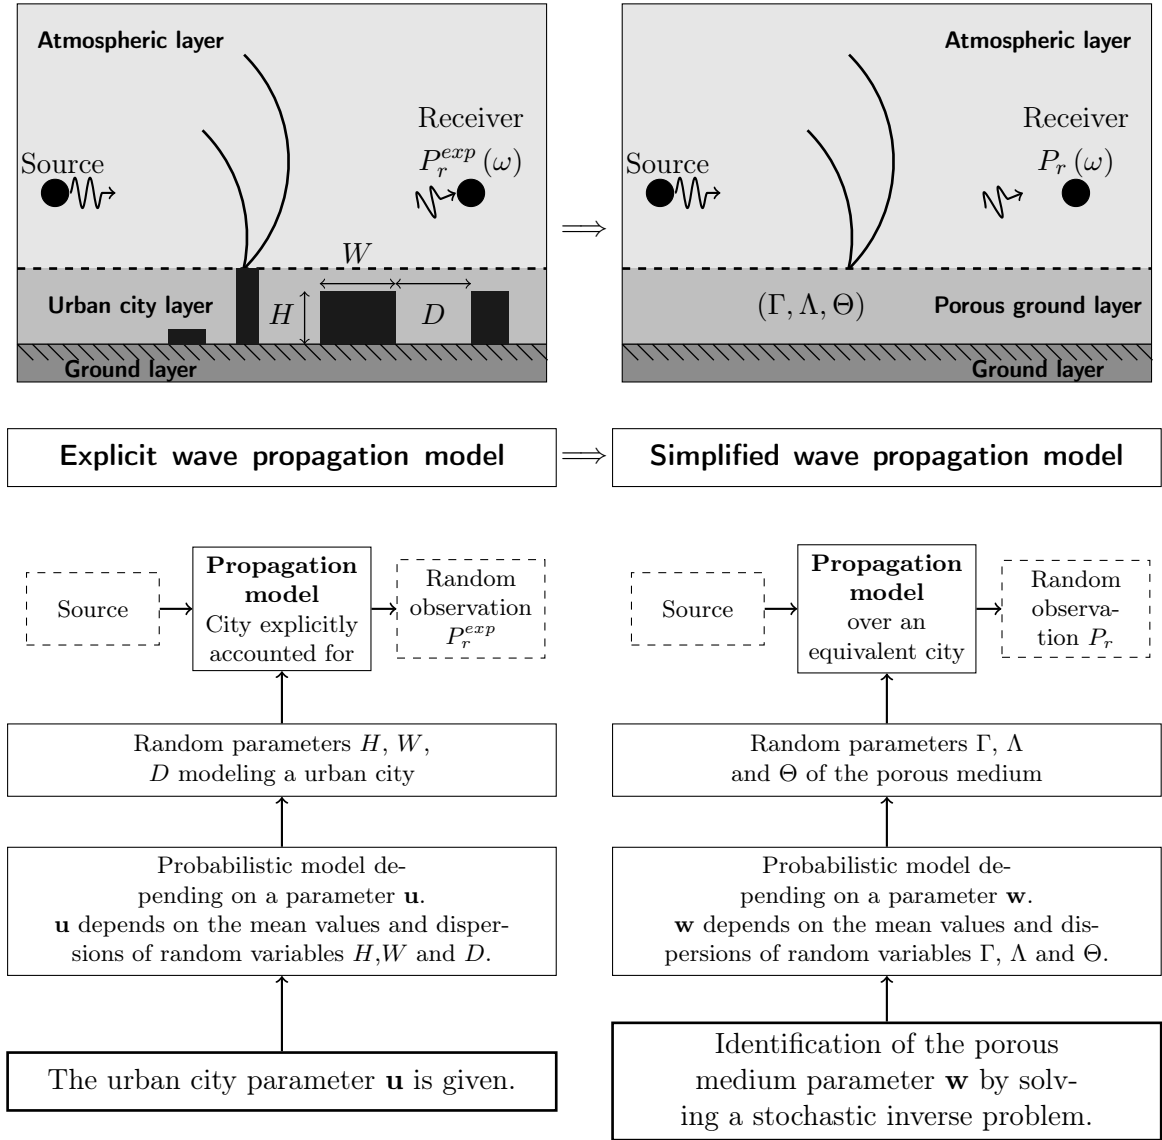 Atmospheric layer
Receiver
$P_r^{exp}(\omega)$
Source
W
H
D
Urban city layer
Ground layer
⟹
Atmospheric layer
Receiver
$P_r(\omega)$
Source
(Γ, Λ, Θ)
Porous ground layer
Ground layer
Explicit wave propagation model
⟹
Simplified wave propagation model
Source
Propagation
model
City explicitly
accounted for
Random
observation
$P_r^{exp}$
Random parameters H, W,
D modeling a urban city
Probabilistic model de-
pending on a parameter u.
u depends on the mean values and disper-
sions of random variables H,W and D.
The urban city parameter u is given.
Source
Propagation
model
over an
equivalent city
Random
observa-
tion $P_r$
Random parameters Γ, Λ
and Θ of the porous medium
Probabilistic model de-
pending on a parameter w.
w depends on the mean values and dis-
persions of random variables Γ, Λ and Θ.
Identification of the porous
medium parameter w by solv-
ing a stochastic inverse problem.